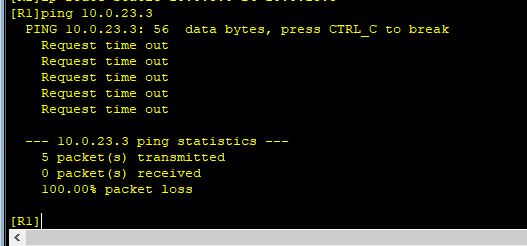 [R1]ping 10.0.23.3
PING 10.0.23.3: 56  data bytes, press CTRL_C to break
Request time out
Request time out
Request time out
Request time out
Request time out
--- 10.0.23.3 ping statistics ---
5 packet(s) transmitted
0 packet(s) received
100.00% packet loss
[R1]